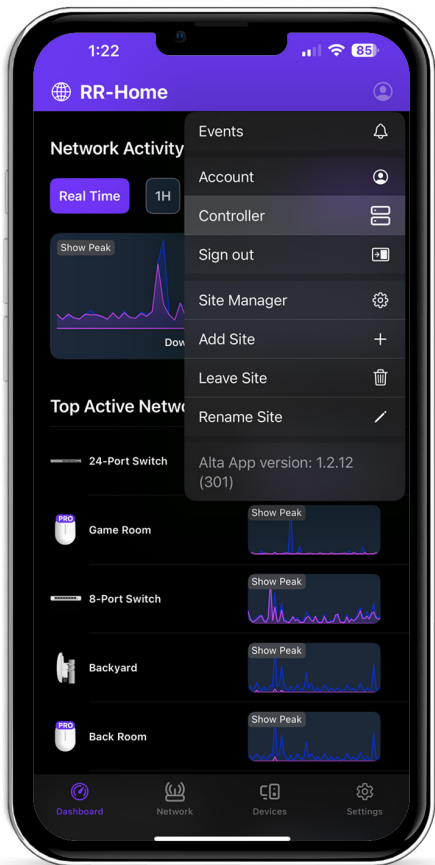 1:22
85
RR-Home
Events
Network Activity
Account
Real Time
1H
Controller
Show Peak
Sign out
Site Manager
Dow
Add Site
Leave Site
Top Active Netwo
Rename Site
24-Port Switch
Alta App version: 1.2.12
(301)
PRO
Game Room
Show Peak
8-Port Switch
Show Peak
Backyard
Show Peak
PRO
Back Room
Show Peak
Dashboard
Network
Devices
Settings